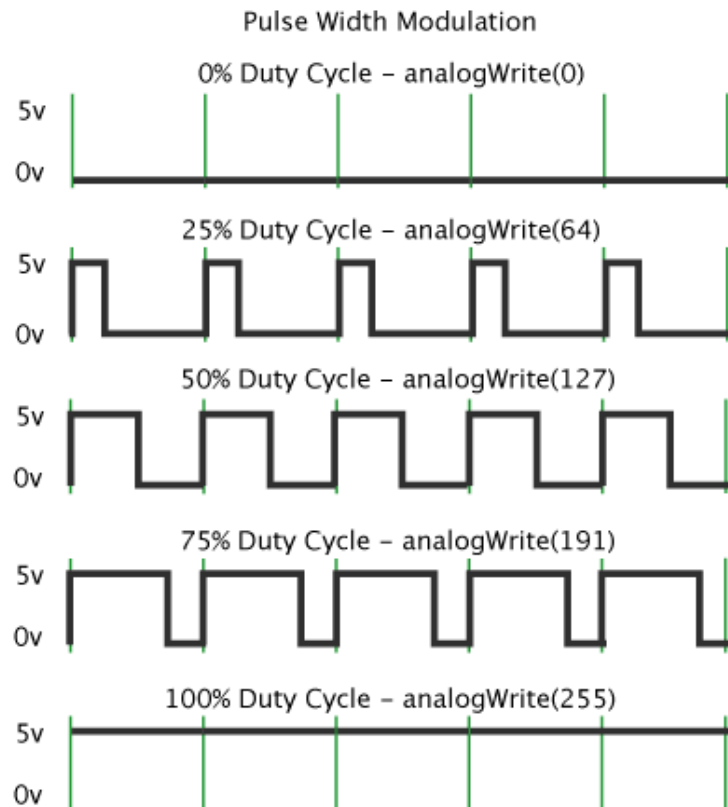 Pulse Width Modulation
0% Duty Cycle – analogWrite(0)
5v
0v
25% Duty Cycle – analogWrite(64)
5v
0v
50% Duty Cycle – analogWrite(127)
5v
0v
75% Duty Cycle – analogWrite(191)
5v
0v
100% Duty Cycle – analogWrite(255)
5v
0v